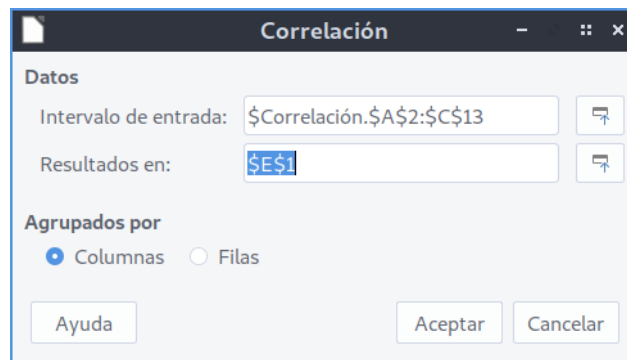 Correlación
Datos
Intervalo de entrada: $Correlación.$A$2:$C$13
Resultados en: $E$1
Agrupados por
Columnas Filas
Ayuda Aceptar Cancelar